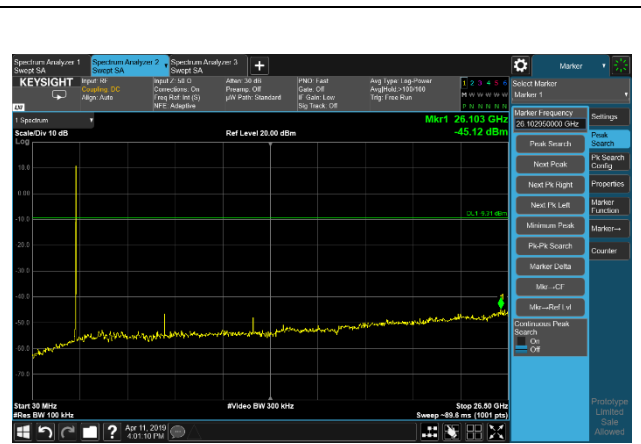 Spectrum Analyzer 1
Swept SA
Spectrum Analyzer 2
Swept SA
Spectrum Analyzer 3
Swept SA
Marker
KEYSIGHT
Input: RF
Coupling: DC
Align: Auto
Input Z: 50 Ω
Corrections: On
Freq Ref: Int (S)
NFE: Adaptive
Atten: 30 dB
Preamp: Off
µW Path: Standard
PNO: Fast
Gate: Off
IF Gain: Low
Sig Track: Off
Avg Type: Log-Power
Avg|Hold:>100/100
Trig: Free Run
1 2 3 4 5 6
M W W W W W
P N N N N N
LNI
Select Marker
Marker 1
1 Spectrum
Scale/Div 10 dB
Ref Level 20.00 dBm
Mkr1 26.103 GHz
-45.12 dBm
Log
10.0
0.00
-10.0
-20.0
-30.0
-40.0
-50.0
-60.0
-70.0
Start 30 MHz
#Res BW 100 kHz
#Video BW 300 kHz
Stop 26.50 GHz
Sweep ~89.6 ms (1001 pts)
Marker Frequency
26.102950000 GHz
Peak Search
Next Peak
Next Pk Right
Next Pk Left
Minimum Peak
Pk-Pk Search
Marker Delta
Mkr→CF
Mkr→Ref Lvl
Continuous Peak
Search
On
Off
Settings
Peak
Search
Pk Search
Config
Properties
Marker
Function
Marker→
Counter
Prototype
Limited
Sale
Allowed
Apr 11, 2019
4:01:10 PM